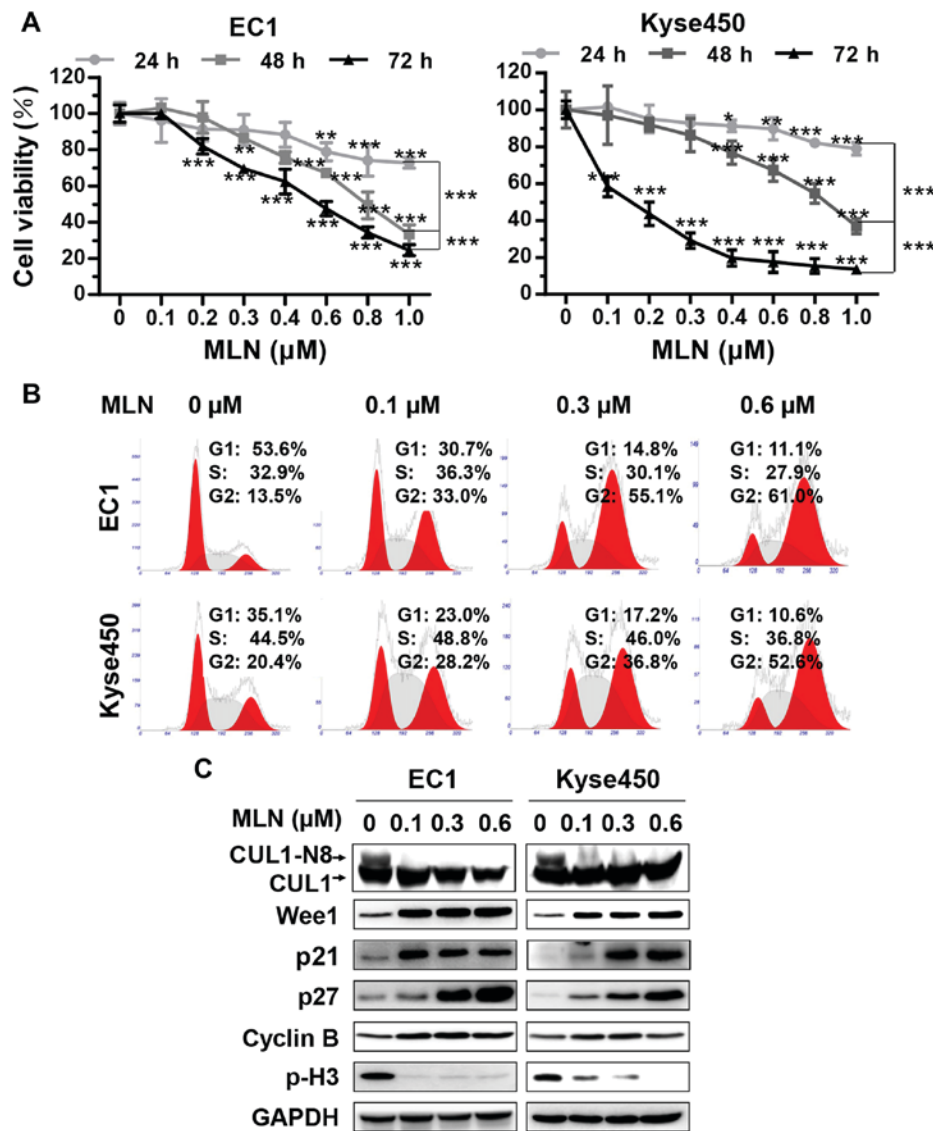 A
EC1
24 h 48 h 72 h
Cell viability (%)
120
100
80
60
40
20
0
** ** *** ***
*** *** *** *** ***
*** *** *** *** ***
***
***
0 0.1 0.2 0.3 0.4 0.6 0.8 1.0
MLN (μM)
Kyse450
24 h 48 h 72 h
120
100
80
60
40
20
0
* ** *** ***
*** *** *** ***
*** *** *** *** *** *** ***
***
***
0 0.1 0.2 0.3 0.4 0.6 0.8 1.0
MLN (μM)
B
MLN 0 μM 0.1 μM 0.3 μM 0.6 μM
EC1
G1: 53.6% G1: 30.7% G1: 14.8% G1: 11.1%
S: 32.9% S: 36.3% S: 30.1% S: 27.9%
G2: 13.5% G2: 33.0% G2: 55.1% G2: 61.0%
Kyse450
G1: 35.1% G1: 23.0% G1: 17.2% G1: 10.6%
S: 44.5% S: 48.8% S: 46.0% S: 36.8%
G2: 20.4% G2: 28.2% G2: 36.8% G2: 52.6%
C
EC1 Kyse450
MLN (μM) 0 0.1 0.3 0.6 0 0.1 0.3 0.6
CUL1-N8
CUL1
Wee1
p21
p27
Cyclin B
p-H3
GAPDH